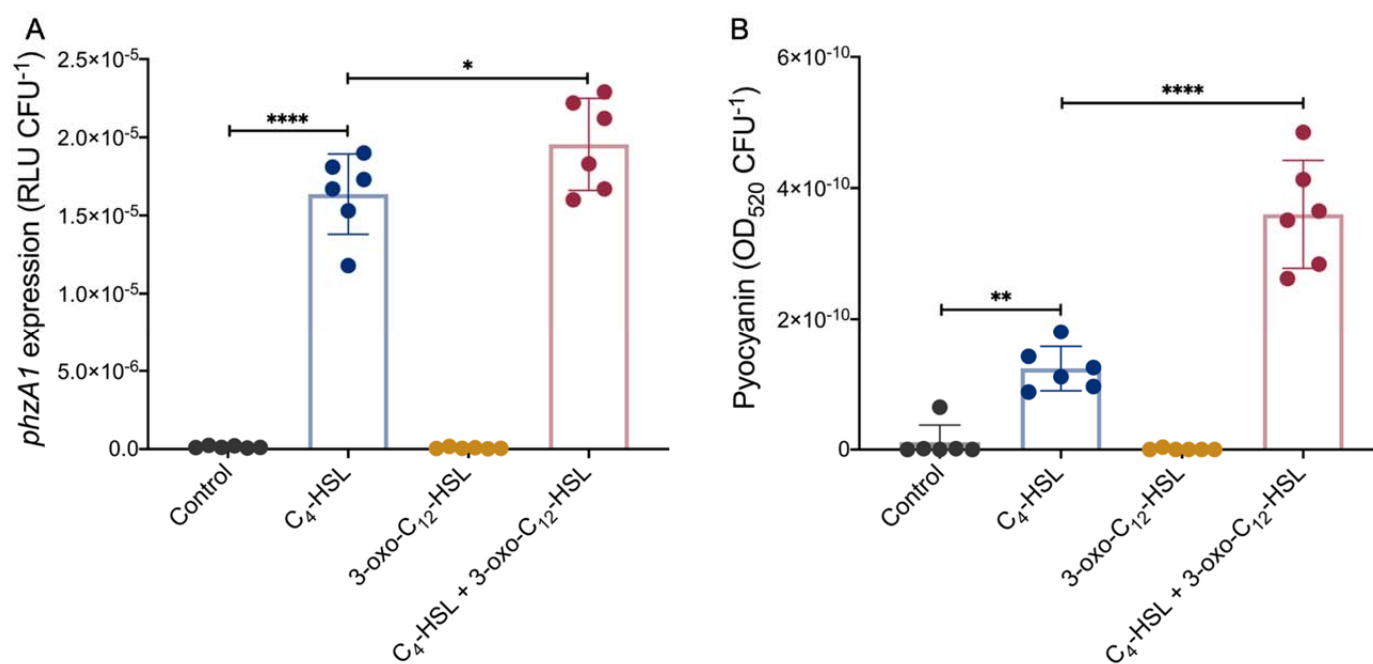 A
phzA1 expression (RLU CFU⁻¹)
2.5×10⁻⁵
2.0×10⁻⁵
1.5×10⁻⁵
1.0×10⁻⁵
5.0×10⁻⁶
0.0
****
*
Control
C₄-HSL
3-oxo-C₁₂-HSL
C₄-HSL + 3-oxo-C₁₂-HSL
B
Pyocyanin (OD₅₂₀ CFU⁻¹)
6×10⁻¹⁰
4×10⁻¹⁰
2×10⁻¹⁰
0
**
****
Control
C₄-HSL
3-oxo-C₁₂-HSL
C₄-HSL + 3-oxo-C₁₂-HSL